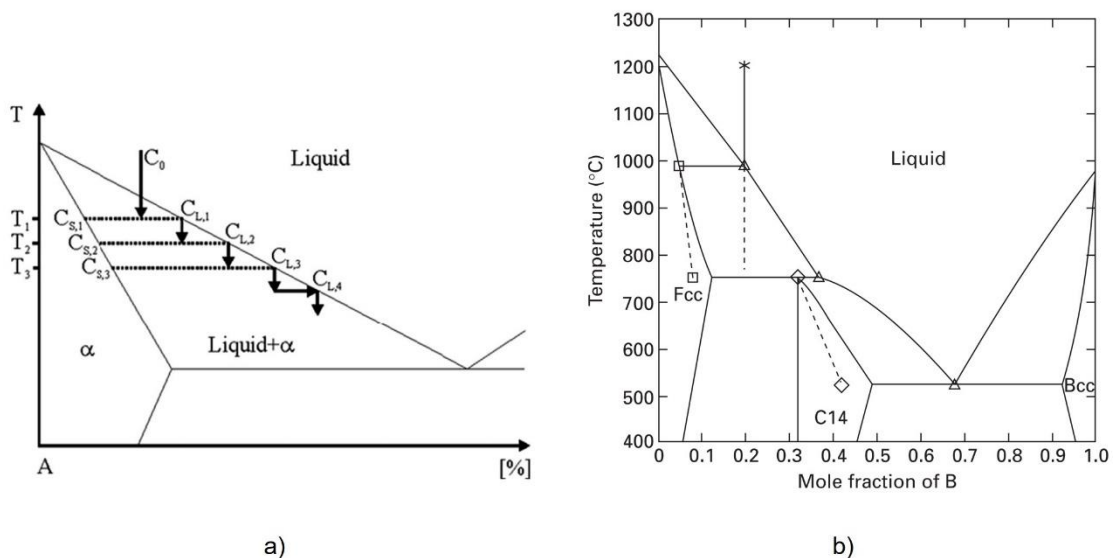 T
C0
Liquid
T1
CS,1
CL,1
T2
CS,2
CL,2
T3
CS,3
CL,3
CL,4
α
Liquid+α
A
[%]
a)
1300
1200
1100
1000
900
800
700
600
500
400
Temperature (°C)
Liquid
Fcc
Bcc
C14
0
0.1
0.2
0.3
0.4
0.5
0.6
0.7
0.8
0.9
1.0
Mole fraction of B
b)